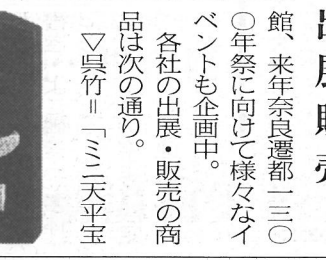 館、来年奈良遷都一三〇
〇年祭に向けて様々なイ
ベントも企画中。
各社の出展・販売の商
品は次の通り。
▽呉竹＝「ミニ天平宝